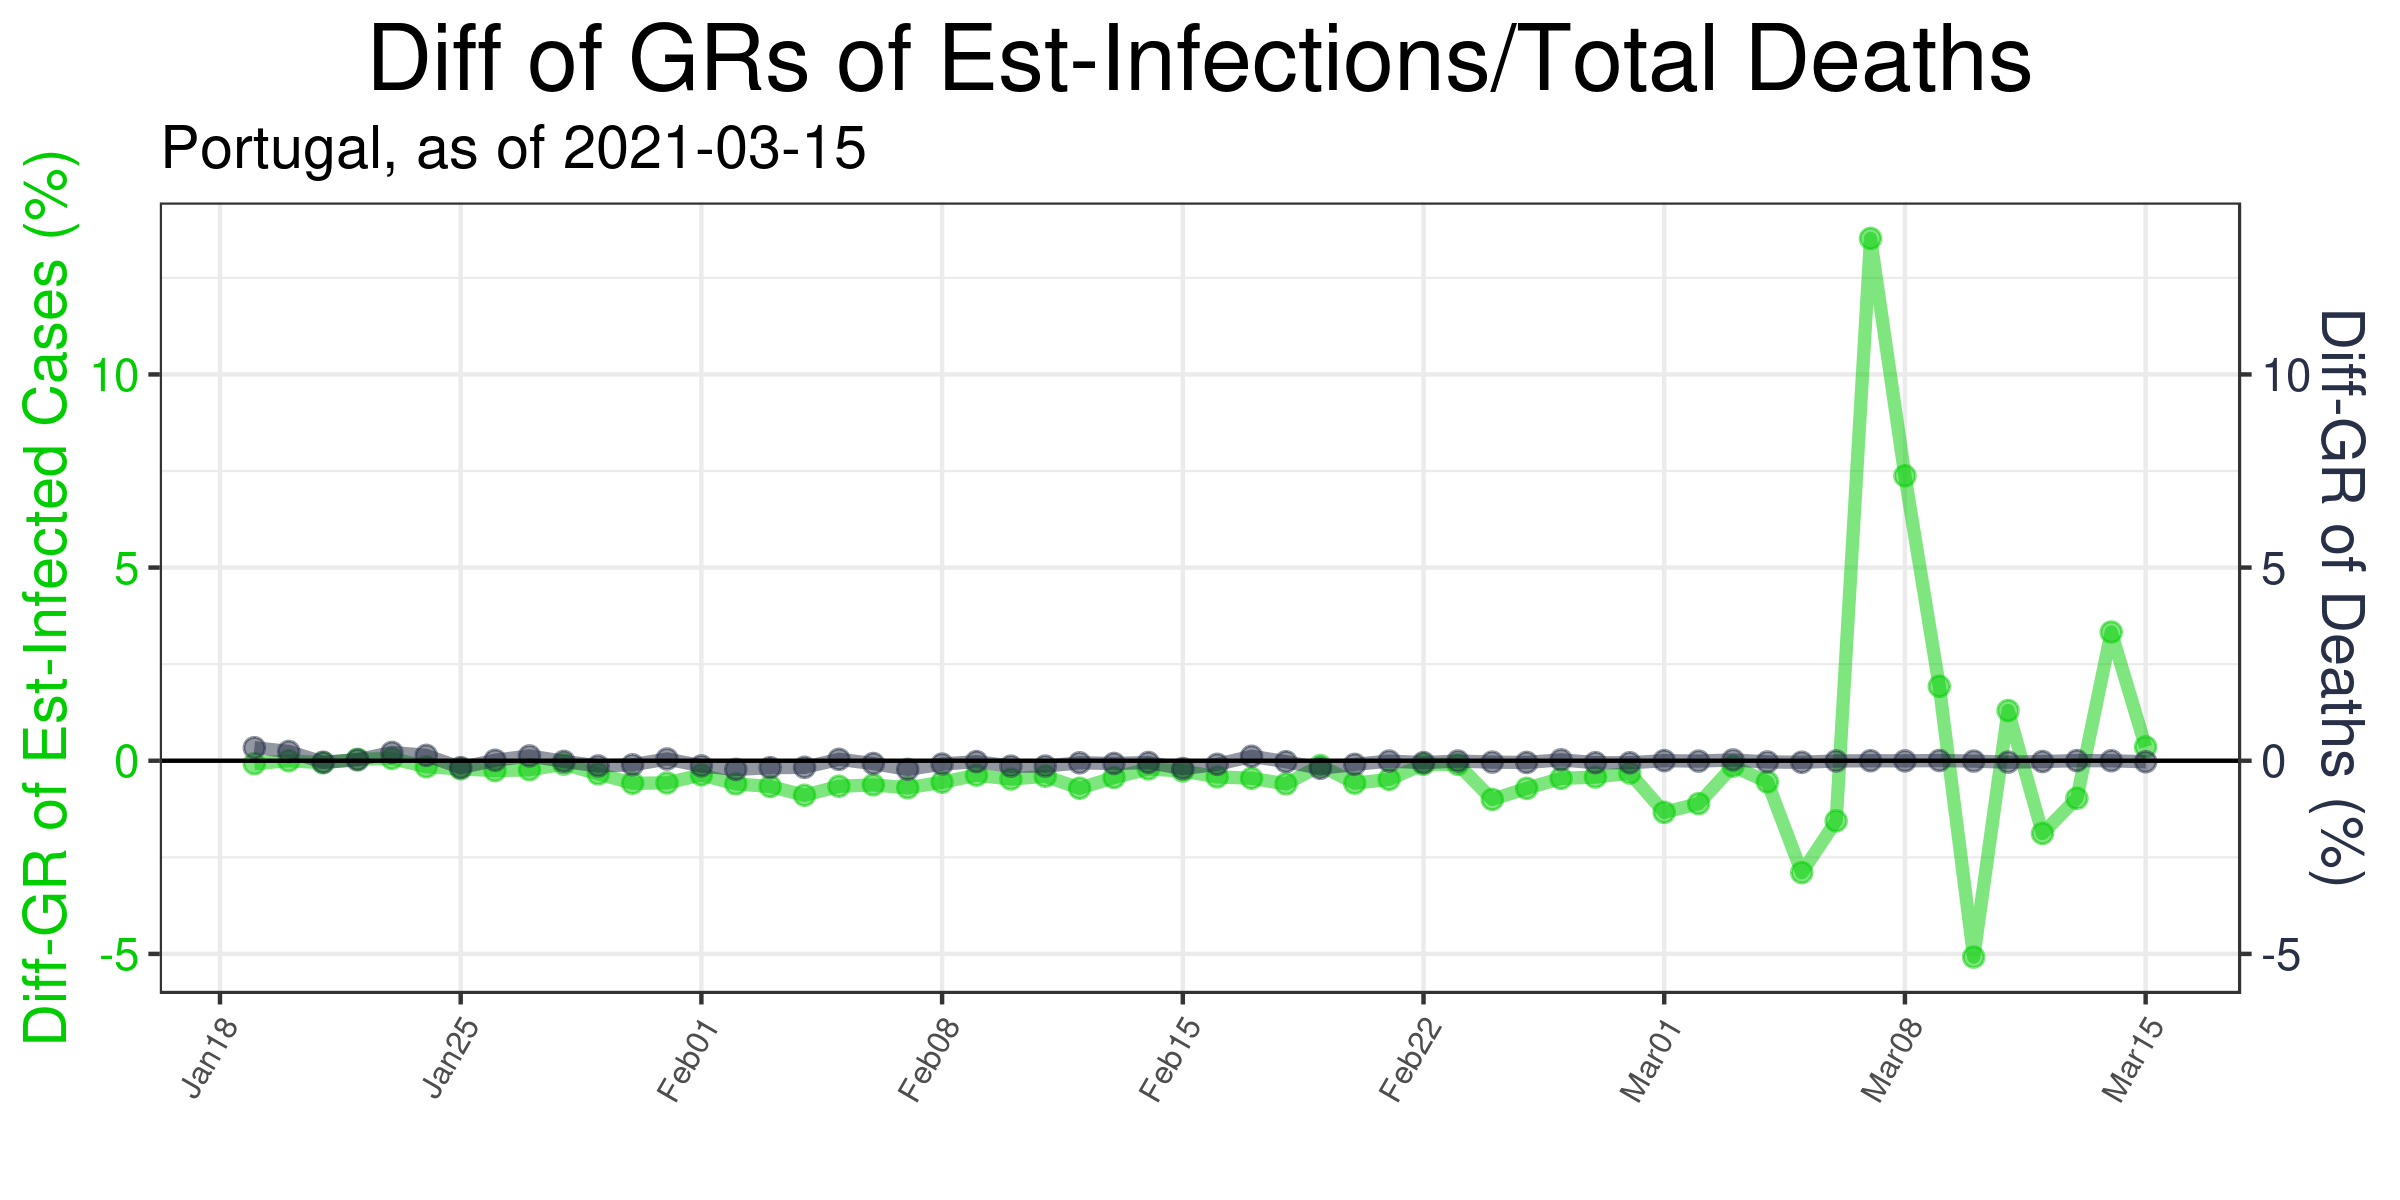 Diff of GRs of Est-Infections/Total Deaths
Portugal, as of 2021-03-15
Diff-GR of Est-Infected Cases (%)
10
5
0
-5
10
5
0
-5
Diff-GR of Deaths (%)
Jan18
Jan25
Feb01
Feb08
Feb15
Feb22
Mar01
Mar08
Mar15